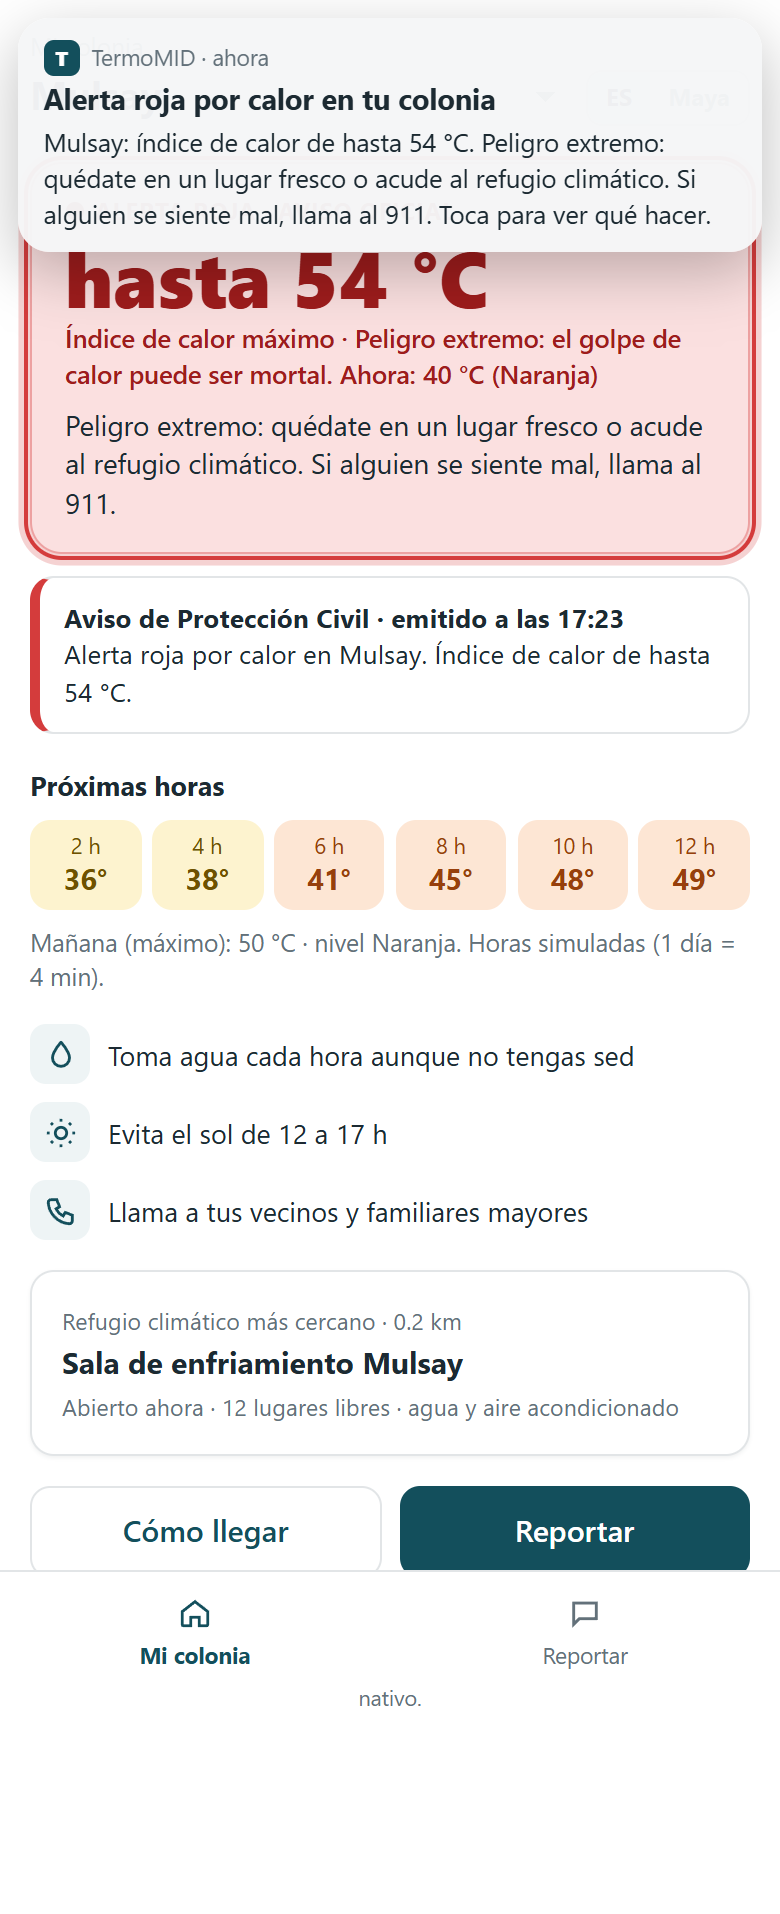 T TermoMID · ahora
Alerta roja por calor en tu colonia
Mulsay: índice de calor de hasta 54 °C. Peligro extremo:
quédate en un lugar fresco o acude al refugio climático. Si
alguien se siente mal, llama al 911. Toca para ver qué hacer.
ES Maya
hasta 54 °C
Índice de calor máximo · Peligro extremo: el golpe de
calor puede ser mortal. Ahora: 40 °C (Naranja)
Peligro extremo: quédate en un lugar fresco o acude
al refugio climático. Si alguien se siente mal, llama al
911.
Aviso de Protección Civil · emitido a las 17:23
Alerta roja por calor en Mulsay. Índice de calor de hasta
54 °C.
Próximas horas
2 h 4 h 6 h 8 h 10 h 12 h
36° 38° 41° 45° 48° 49°
Mañana (máximo): 50 °C · nivel Naranja. Horas simuladas (1 día =
4 min).
Toma agua cada hora aunque no tengas sed
Evita el sol de 12 a 17 h
Llama a tus vecinos y familiares mayores
Refugio climático más cercano · 0.2 km
Sala de enfriamiento Mulsay
Abierto ahora · 12 lugares libres · agua y aire acondicionado
Cómo llegar Reportar
Mi colonia Reportar
nativo.